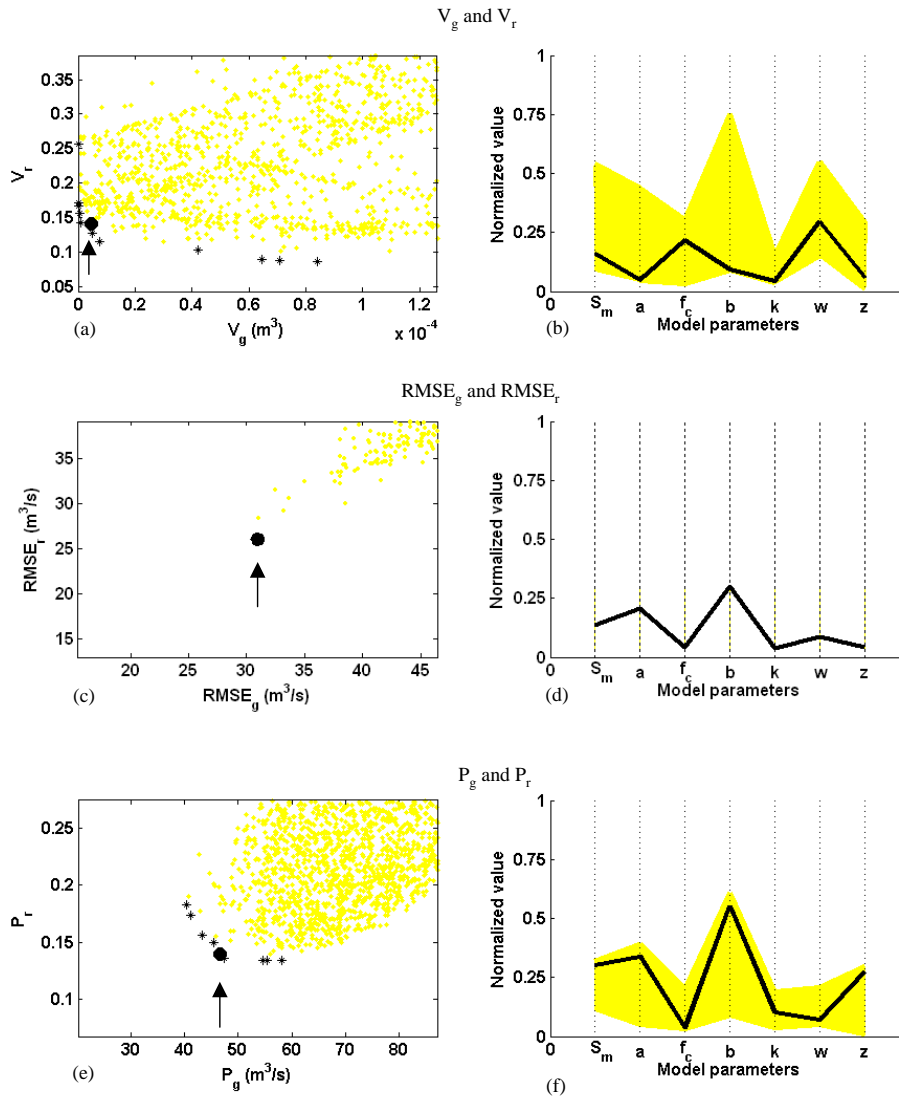 V_g and V_r
0.35
0.3
0.25
0.2
0.15
0.1
0.05
V_r
0 0.2 0.4 0.6 0.8 1 1.2
x 10^-4
V_g (m^3)
(a)
1
0.75
0.5
0.25
0
Normalized value
0 S_m a f_c b k w z
Model parameters
(b)
RMSE_g and RMSE_r
35
30
25
20
15
RMSE_r (m^3/s)
20 25 30 35 40 45
RMSE_g (m^3/s)
(c)
1
0.75
0.5
0.25
0
Normalized value
0 S_m a f_c b k w z
Model parameters
(d)
P_g and P_r
0.25
0.2
0.15
0.1
P_r
30 40 50 60 70 80
P_g (m^3/s)
(e)
1
0.75
0.5
0.25
0
Normalized value
0 S_m a f_c b k w z
Model parameters
(f)